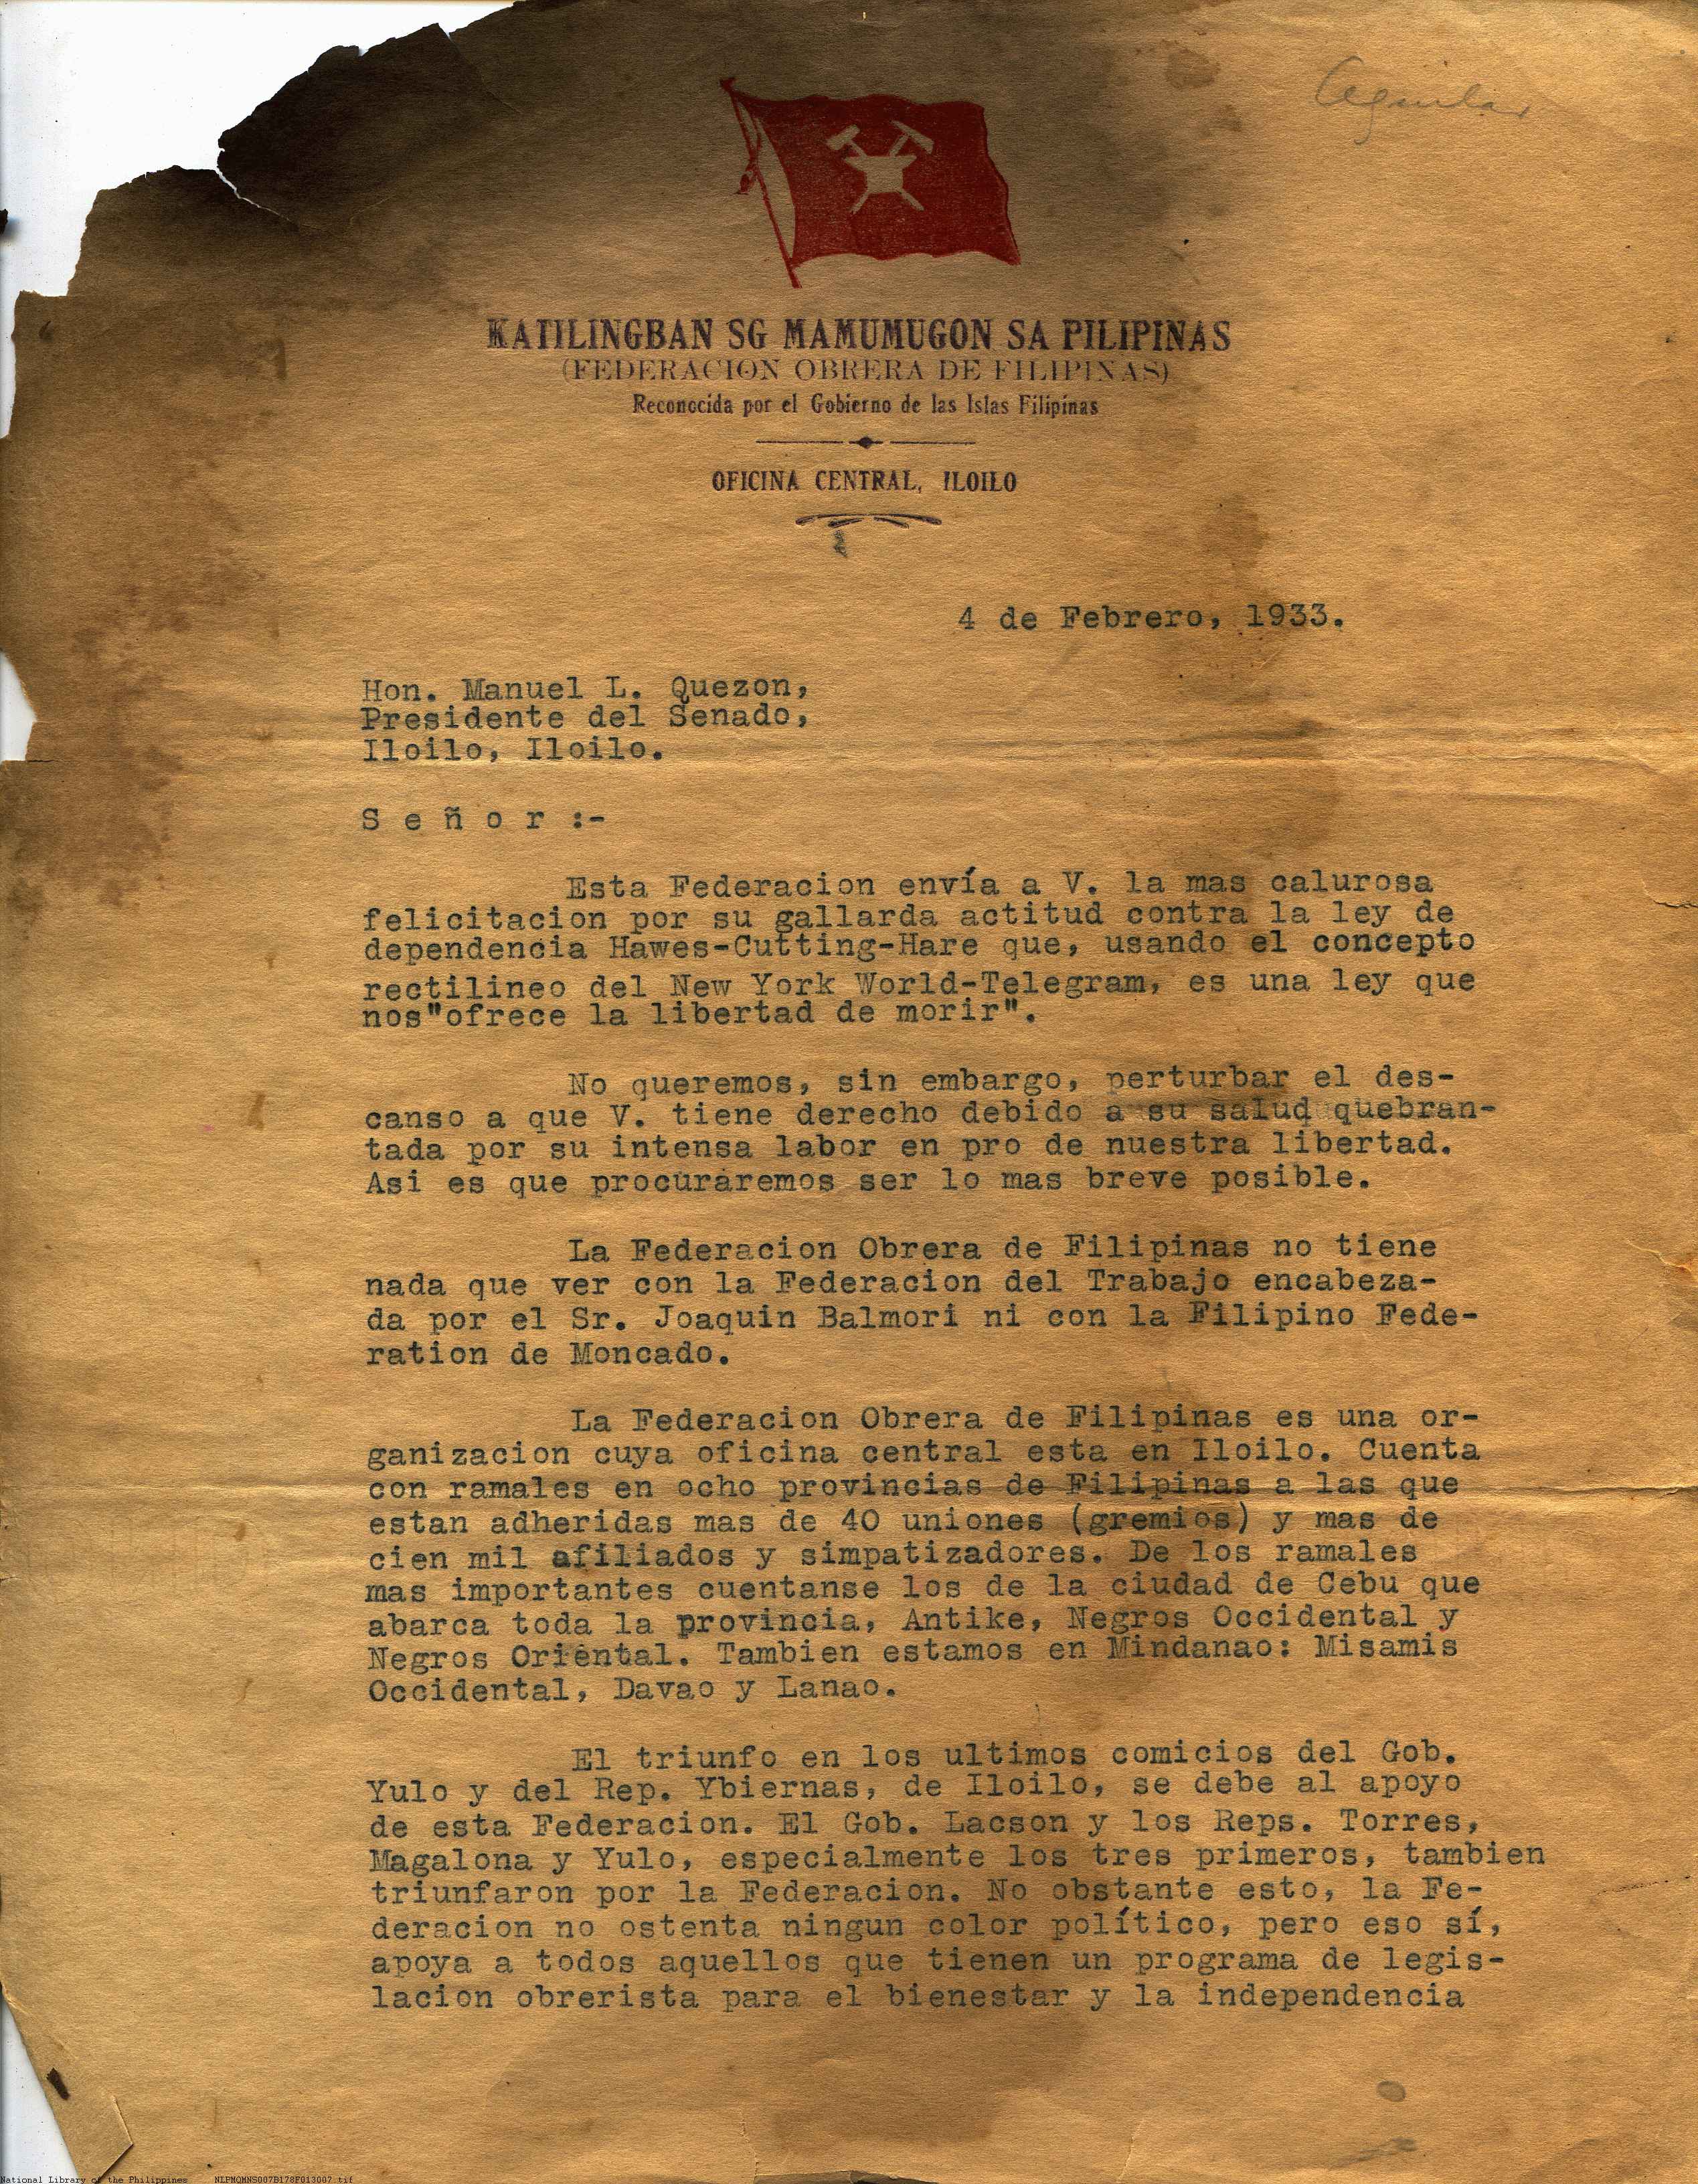 Aguila
KATILINGBAN SG MAMUMUGON SA PILIPINAS
(FEDERACION OBRERA DE FILIPINAS)
Reconocida por el Gobierno de las Islas Filipinas
OFICINA CENTRAL, ILOILO
4 de Febrero, 1933.
Hon. Manuel L. Quezon,
Presidente del Senado,
Iloilo, Iloilo.
S e ñ o r :-
Esta Federacion envía a V. la mas calurosa
felicitacion por su gallarda actitud contra la ley de
dependencia Hawes-Cutting-Hare que, usando el concepto
rectilineo del New York World-Telegram, es una ley que
nos"ofrece la libertad de morir".
No queremos, sin embargo, perturbar el des-
canso a que V. tiene derecho debido a su salud quebran-
tada por su intensa labor en pro de nuestra libertad.
Asi es que procuraremos ser lo mas breve posible.
La Federacion Obrera de Filipinas no tiene
nada que ver con la Federacion del Trabajo encabeza-
da por el Sr. Joaquin Balmori ni con la Filipino Fede-
ration de Moncado.
La Federacion Obrera de Filipinas es una or-
ganizacion cuya oficina central esta en Iloilo. Cuenta
con ramales en ocho provincias de Filipinas a las que
estan adheridas mas de 40 uniones (gremios) y mas de
cien mil afiliados y simpatizadores. De los ramales
mas importantes cuentanse los de la ciudad de Cebu que
abarca toda la provincia, Antike, Negros Occidental y
Negros Oriental. Tambien estamos en Mindanao: Misamis
Occidental, Davao y Lanao.
El triunfo en los ultimos comicios del Gob.
Yulo y del Rep. Ybiernas, de Iloilo, se debe al apoyo
de esta Federacion. El Gob. Lacson y los Reps. Torres,
Magalona y Yulo, especialmente los tres primeros, tambien
triunfaron por la Federacion. No obstante esto, la Fe-
deracion no ostenta ningun color político, pero eso sí,
apoya a todos aquellos que tienen un programa de legis-
lacion obrerista para el bienestar y la independencia
National Library of the Philippines NLPMQMNS007B178F013007.tif